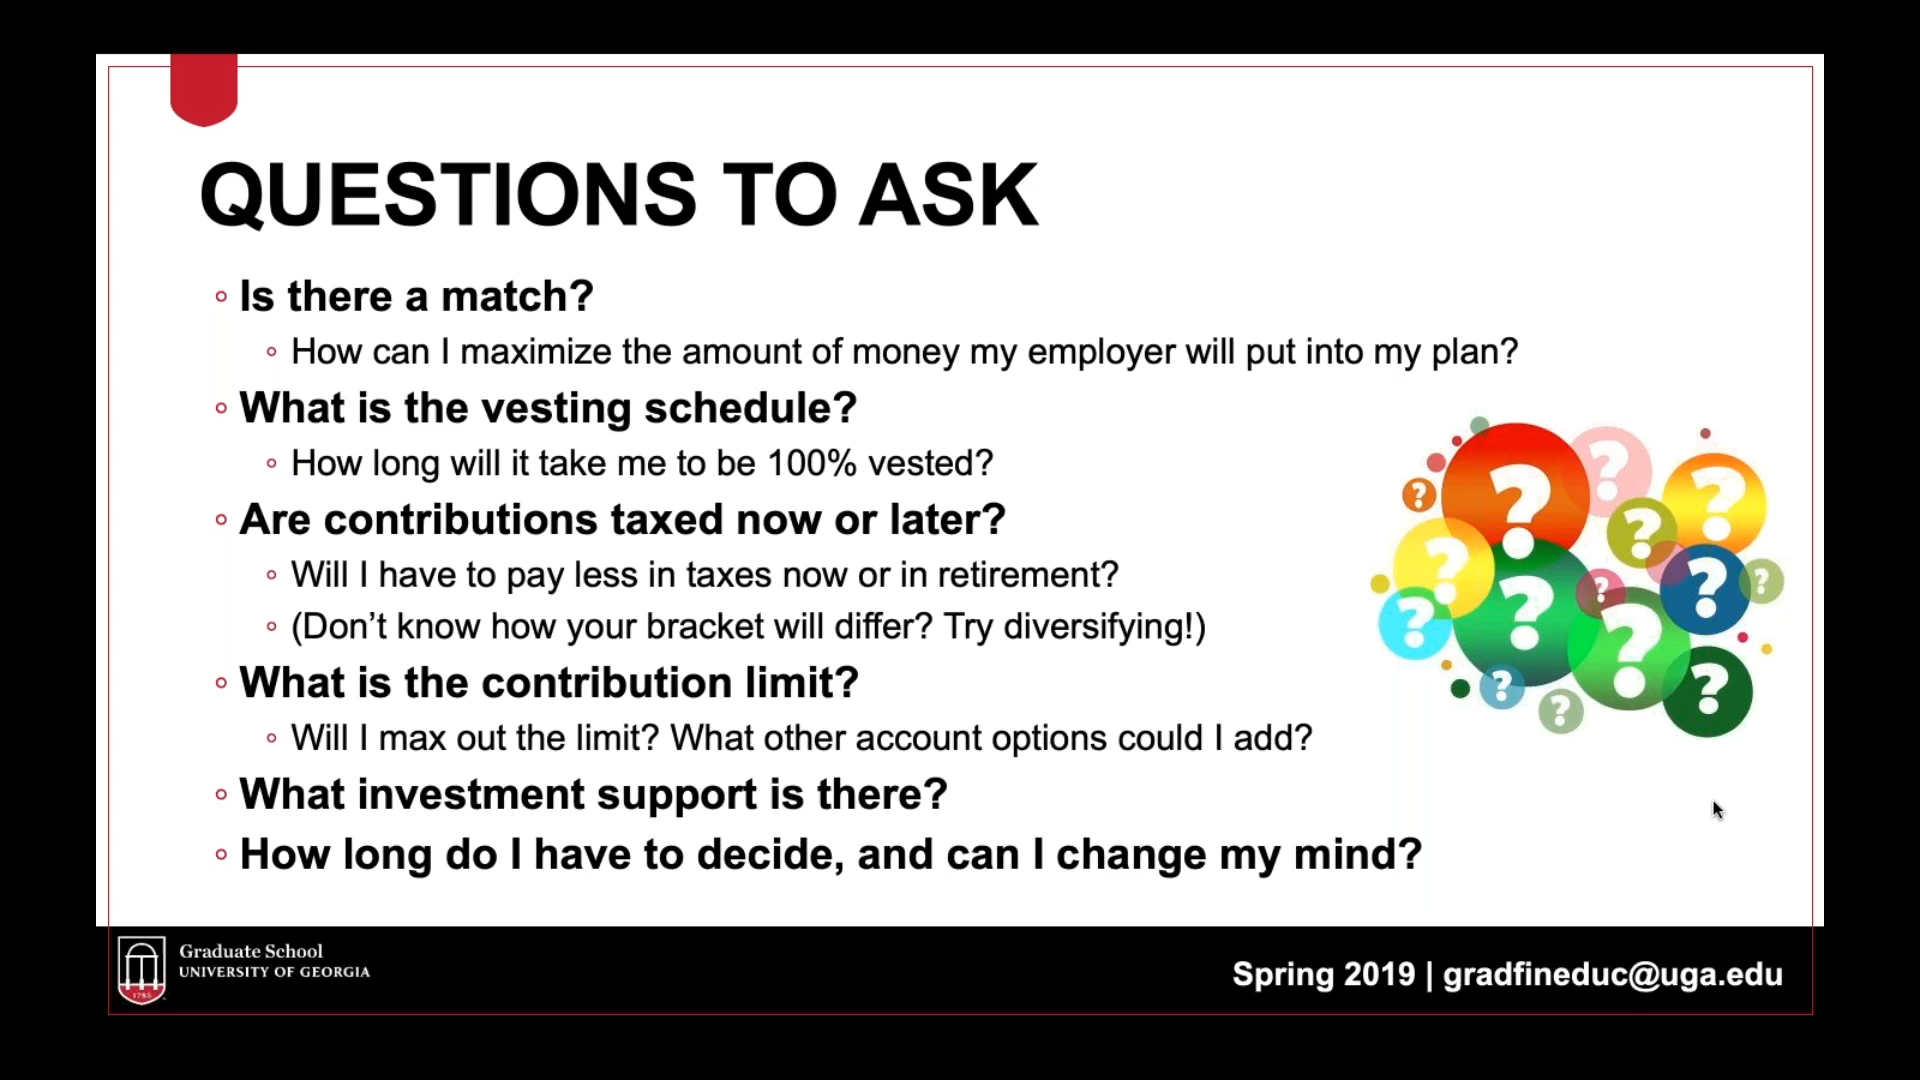 QUESTIONS TO ASK
◦ Is there a match?
◦ How can I maximize the amount of money my employer will put into my plan?
◦ What is the vesting schedule?
◦ How long will it take me to be 100% vested?
◦ Are contributions taxed now or later?
◦ Will I have to pay less in taxes now or in retirement?
◦ (Don’t know how your bracket will differ? Try diversifying!)
◦ What is the contribution limit?
◦ Will I max out the limit? What other account options could I add?
◦ What investment support is there?
◦ How long do I have to decide, and can I change my mind?
? ? ? ? ? ? ? ? ? ? ? ? ? ? ?
Graduate School
UNIVERSITY OF GEORGIA
1785
Spring 2019 | gradfineduc@uga.edu